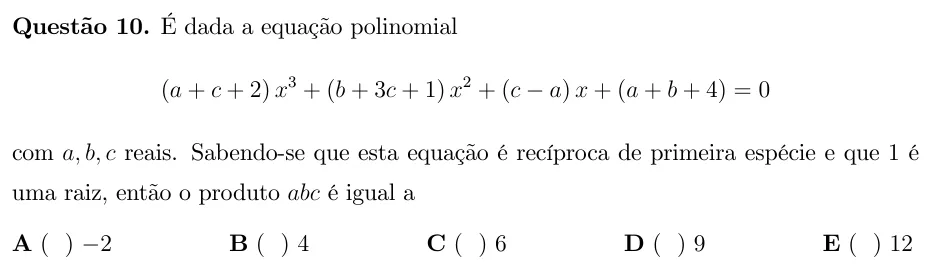 Questão 10. É dada a equação polinomial
(a + c + 2) x³ + (b + 3c + 1) x² + (c − a) x + (a + b + 4) = 0
com a, b, c reais. Sabendo-se que esta equação é recíproca de primeira espécie e que 1 é
uma raiz, então o produto abc é igual a
A ( ) −2 B ( ) 4 C ( ) 6 D ( ) 9 E ( ) 12